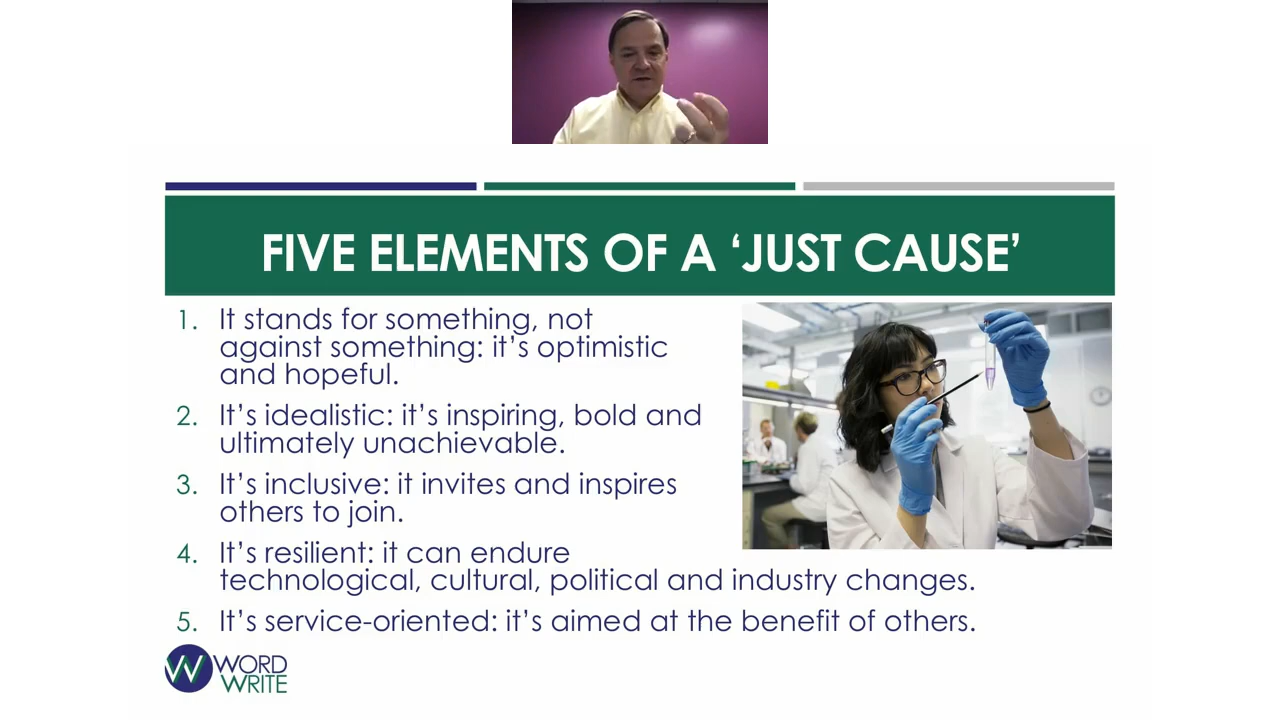 FIVE ELEMENTS OF A ‘JUST CAUSE’
1. It stands for something, not
against something: it’s optimistic
and hopeful.
2. It’s idealistic: it’s inspiring, bold and
ultimately unachievable.
3. It’s inclusive: it invites and inspires
others to join.
4. It’s resilient: it can endure
technological, cultural, political and industry changes.
5. It’s service-oriented: it’s aimed at the benefit of others.
WORD
WRITE